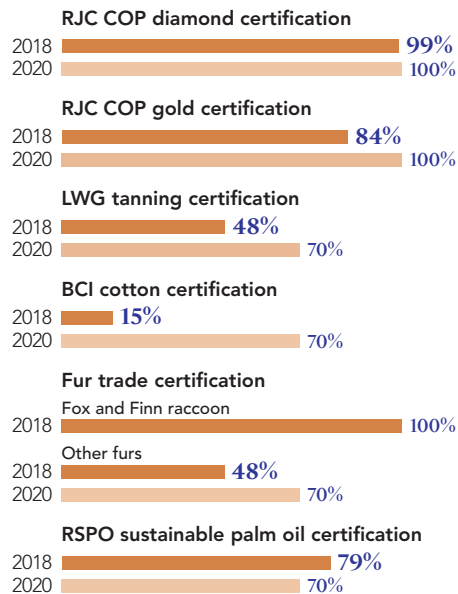 RJC COP diamond certification
2018 99%
2020 100%
RJC COP gold certification
2018 84%
2020 100%
LWG tanning certification
2018 48%
2020 70%
BCI cotton certification
2018 15%
2020 70%
Fur trade certification
Fox and Finn raccoon
2018 100%
Other furs
2018 48%
2020 70%
RSPO sustainable palm oil certification
2018 79%
2020 70%